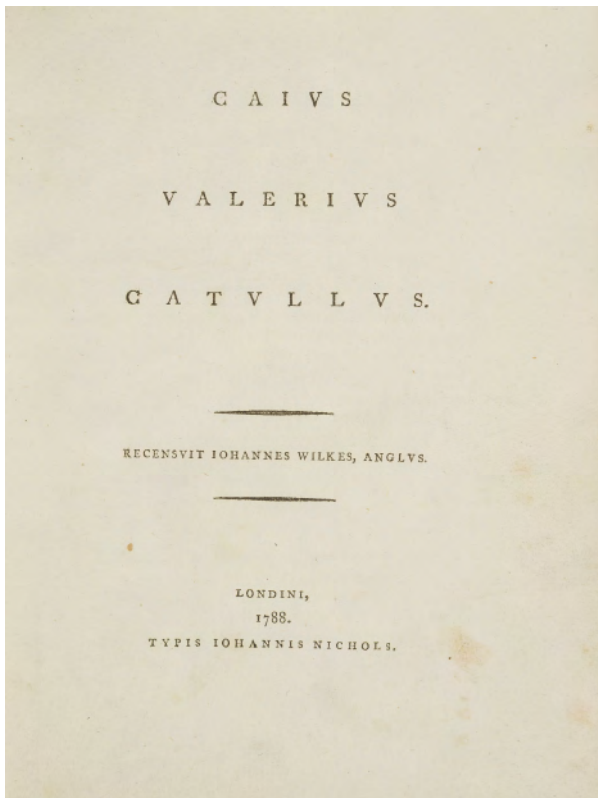 CAIVS
VALERIVS
CATVLLVS.
RECENSVIT IOHANNES WILKES, ANGLVS.
LONDINI,
1788.
TYPIS IOHANNIS NICHOLS.